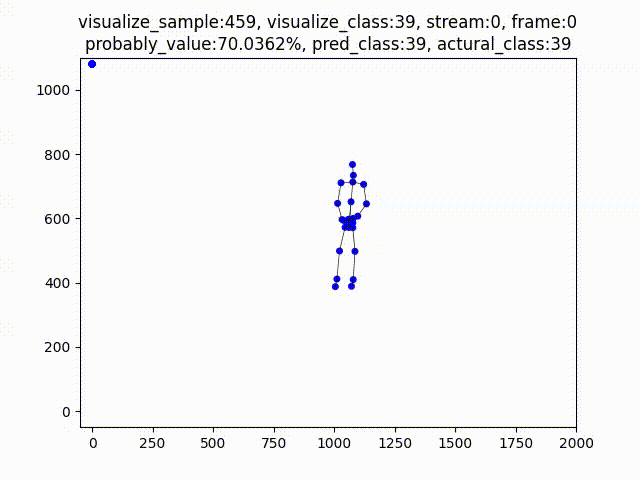 visualize_sample:459, visualize_class:39, stream:0, frame:0
probably_value:70.0362%, pred_class:39, actural_class:39
1000
800
600
400
200
0
0 250 500 750 1000 1250 1500 1750 2000